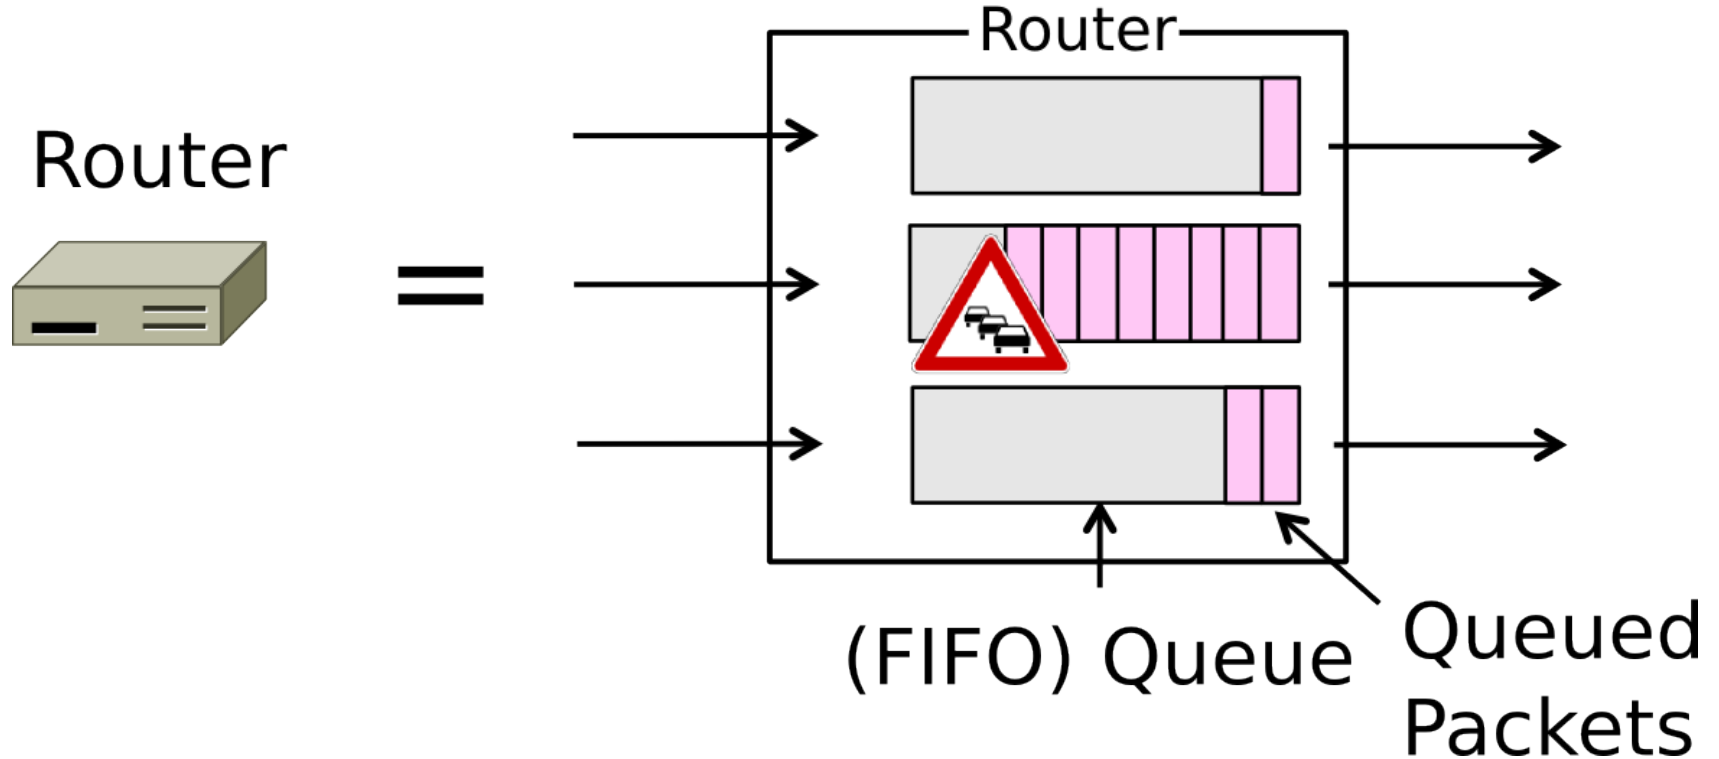 Router
Router
=
(FIFO) Queue
Queued
Packets